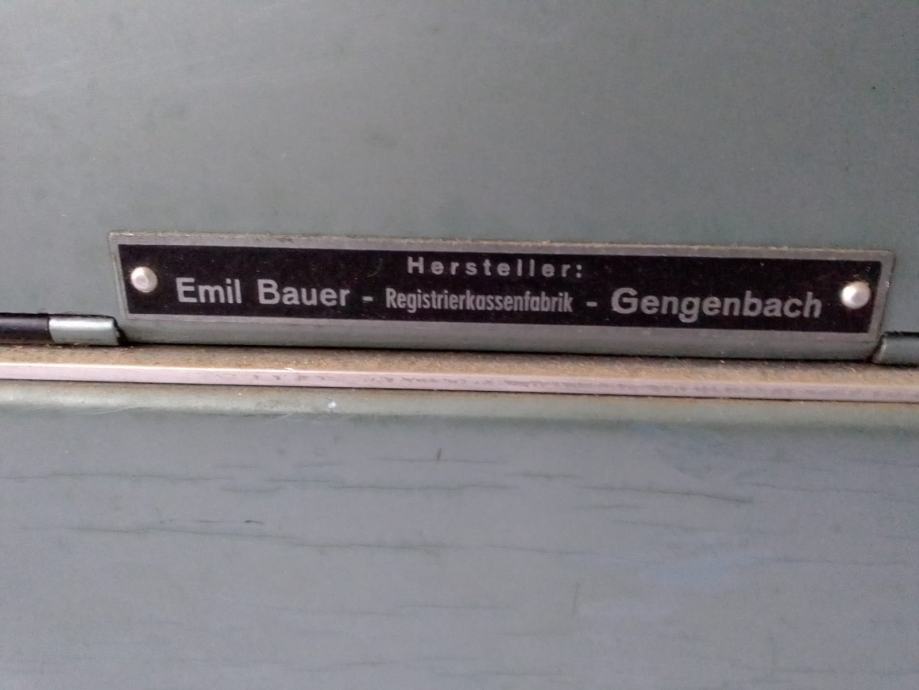 Hersteller:
Emil Bauer - Registrierkassenfabrik - Gengenbach